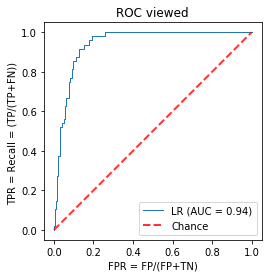 ROC viewed
TPR = Recall = (TP/(TP+FN))
1.0
0.8
0.6
0.4
0.2
0.0
LR (AUC = 0.94)
Chance
0.0 0.2 0.4 0.6 0.8 1.0
FPR = FP/(FP+TN)